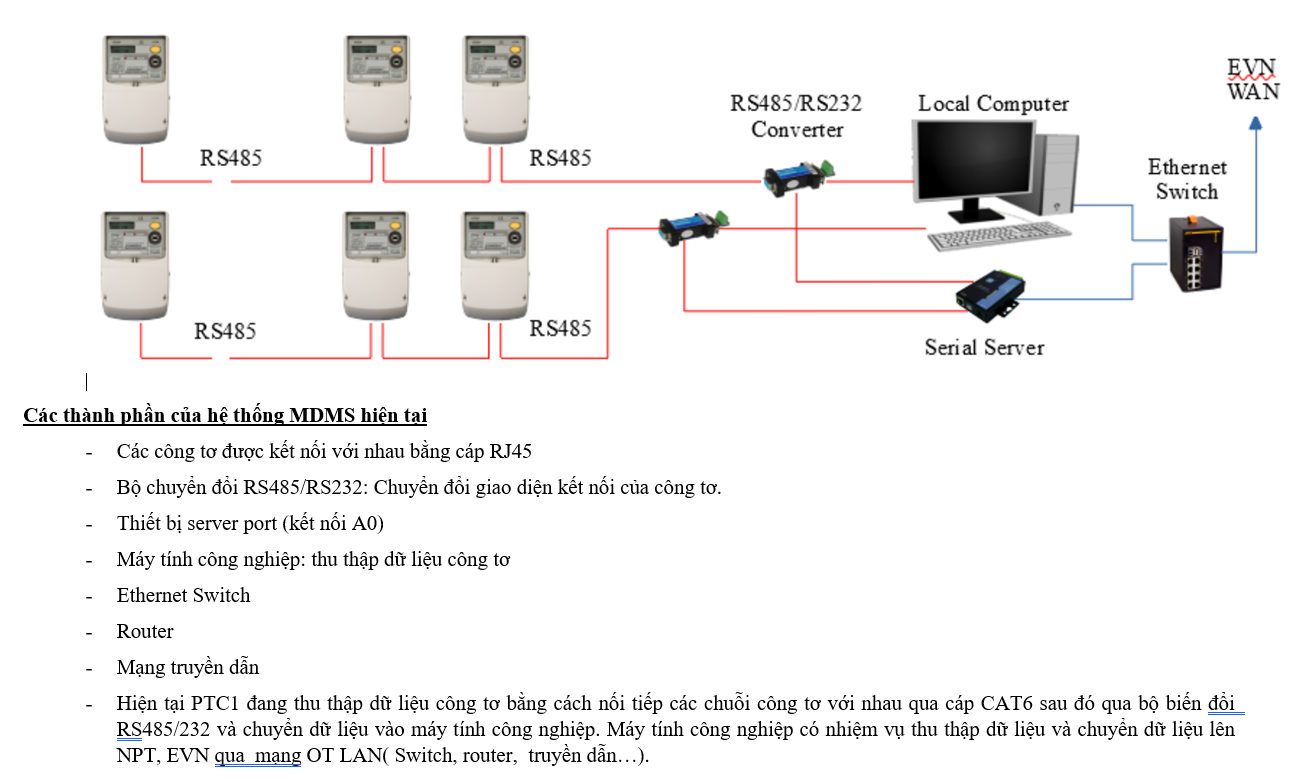 EVN
WAN
RS485/RS232
Converter
Local Computer
Ethernet
Switch
RS485
RS485
RS485
RS485
Serial Server
Các thành phần của hệ thống MDMS hiện tại
- Các công tơ được kết nối với nhau bằng cáp RJ45
- Bộ chuyển đổi RS485/RS232: Chuyển đổi giao diện kết nối của công tơ.
- Thiết bị server port (kết nối A0)
- Máy tính công nghiệp: thu thập dữ liệu công tơ
- Ethernet Switch
- Router
- Mạng truyền dẫn
- Hiện tại PTC1 đang thu thập dữ liệu công tơ bằng cách nối tiếp các chuỗi công tơ với nhau qua cáp CAT6 sau đó qua bộ biến đổi
RS485/232 và chuyển dữ liệu vào máy tính công nghiệp. Máy tính công nghiệp có nhiệm vụ thu thập dữ liệu và chuyển dữ liệu lên
NPT, EVN qua mạng OT LAN( Switch, router, truyền dẫn…).